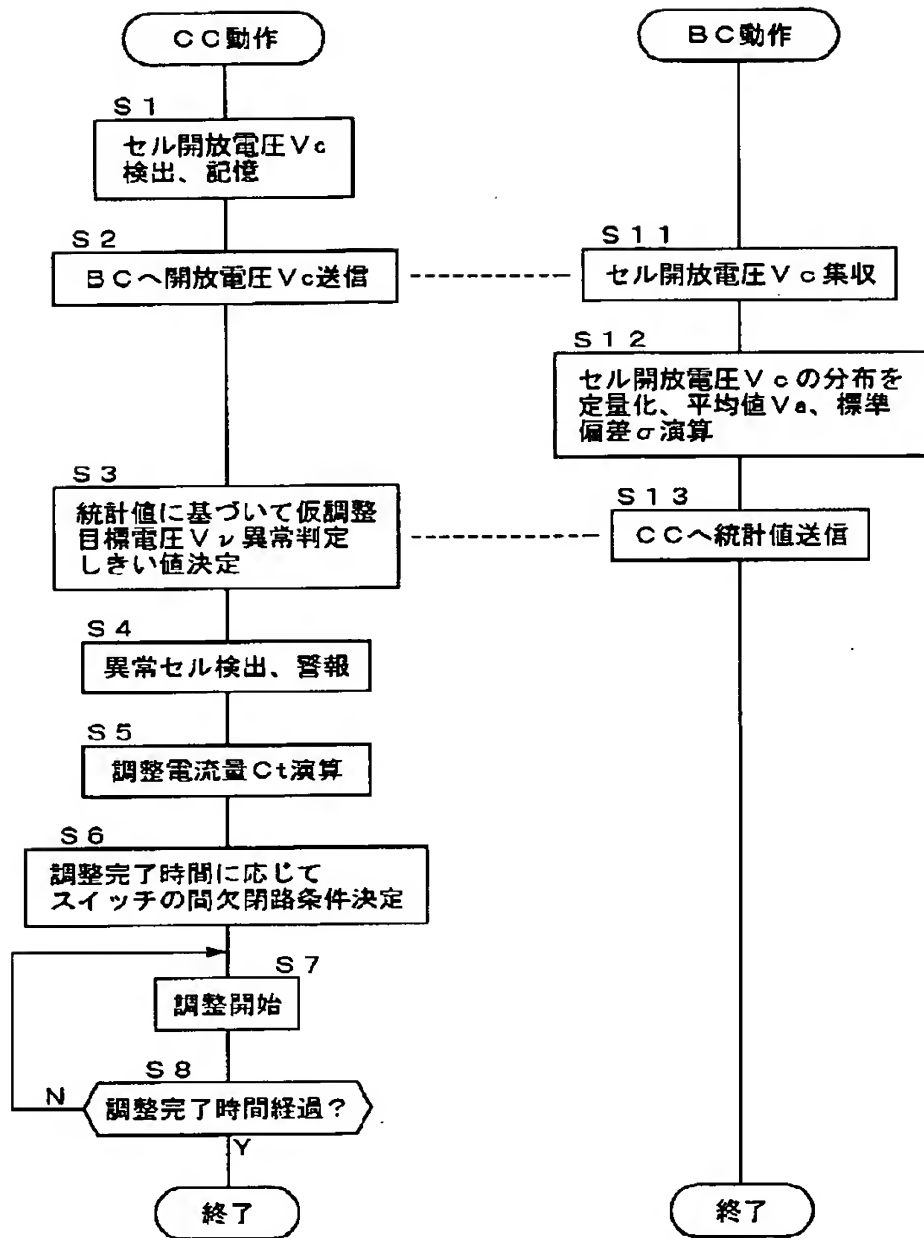 CC動作
S1
セル開放電圧Vc
検出、記憶
S2
BCへ開放電圧Vc送信
S3
統計値に基づいて仮調整
目標電圧Vν異常判定
しきい値決定
S4
異常セル検出、警報
S5
調整電流量Ct演算
S6
調整完了時間に応じて
スイッチの間欠閉路条件決定
S7
調整開始
S8
調整完了時間経過?
N
Y
終了
BC動作
S11
セル開放電圧Vc集収
S12
セル開放電圧Vcの分布を
定量化、平均値Va、標準
偏差σ演算
S13
CCへ統計値送信
終了